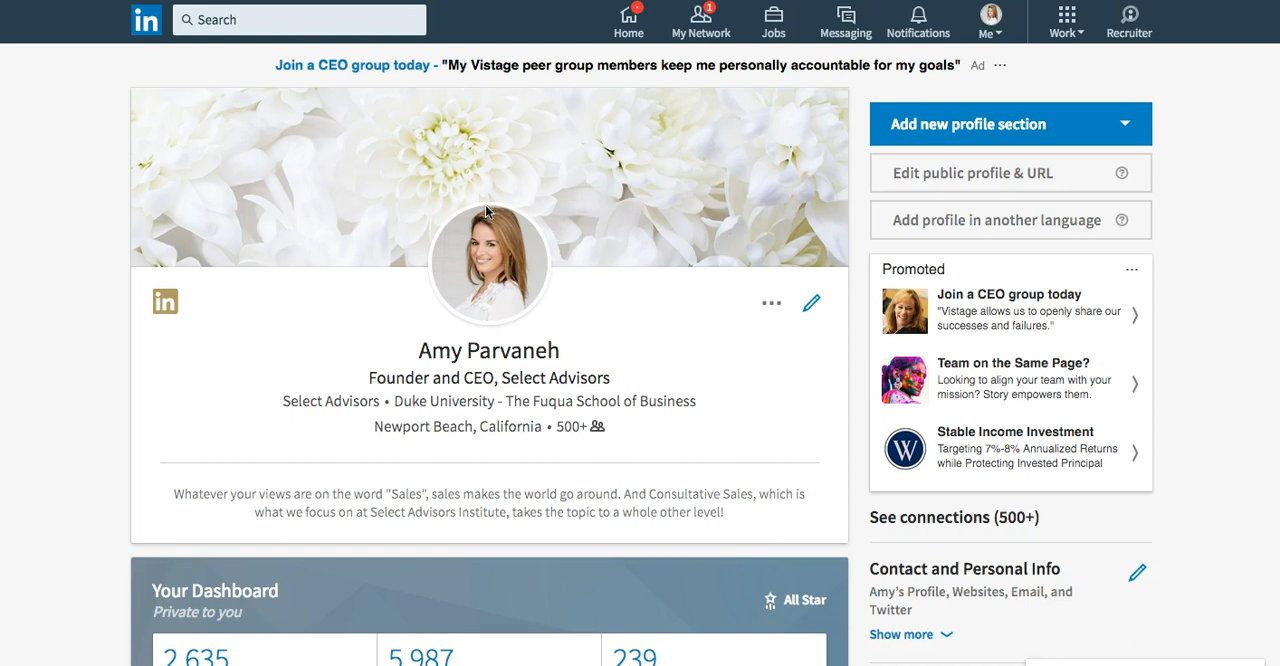 in
Search
Home
1
My Network
Jobs
Messaging
Notifications
Me
Work
Recruiter
Join a CEO group today - "My Vistage peer group members keep me personally accountable for my goals" Ad ...
Add new profile section
Edit public profile & URL ?
Add profile in another language ?
in
Amy Parvaneh
Founder and CEO, Select Advisors
Select Advisors • Duke University - The Fuqua School of Business
Newport Beach, California • 500+
Whatever your views are on the word "Sales", sales makes the world go around. And Consultative Sales, which is
what we focus on at Select Advisors Institute, takes the topic to a whole other level!
Promoted ...
Join a CEO group today
"Vistage allows us to openly share our
successes and failures."
Team on the Same Page?
Looking to align your team with your
mission? Story empowers them.
W
Stable Income Investment
Targeting 7%-8% Annualized Returns
while Protecting Invested Principal
See connections (500+)
Contact and Personal Info
Amy's Profile, Websites, Email, and
Twitter
Show more
Your Dashboard
Private to you
All Star
2,635
5,987
239